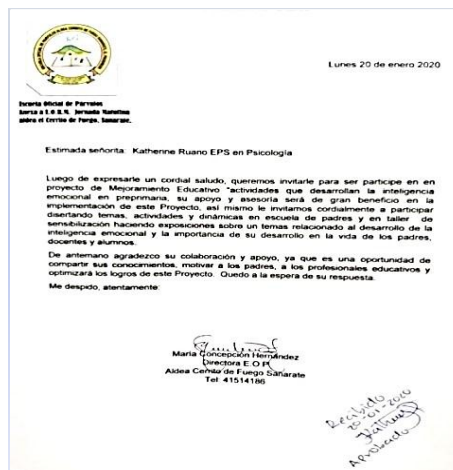 Lunes 20 de enero 2020
Escuela Oficial de Párvulos
Anexa a E.O.R.M. Jornada Matutina
aldea el Cerrito de Fuego, Sanarate.
Estimada señorita: Katherine Ruano EPS en Psicología
Luego de expresarle un cordial saludo, queremos invitarle para ser participe en en
proyecto de Mejoramiento Educativo "actividades que desarrollan la inteligencia
emocional en preprimaria, su apoyo y asesoría será de gran beneficio en la
implementación de este Proyecto, así mismo le invitamos cordialmente a participar
disertando temas, actividades y dinámicas en escuela de padres y en taller de
sensibilización haciendo exposiciones sobre un temas relacionado al desarrollo de la
inteligencia emocional y la importancia de su desarrollo en la vida de los padres,
docentes y alumnos.
De antemano agradezco su colaboración y apoyo, ya que es una oportunidad de
compartir sus conocimientos, motivar a los padres, a los profesionales educativos y
optimizará los logros de este Proyecto. Quedo a la espera de su respuesta.
Me despido, atentamente:
María Concepción Hernández
Directora E.O.P.
Aldea Cerrito de Fuego Sanarate
Tel: 41514186
Recibido
20-01-2020
Aprobado